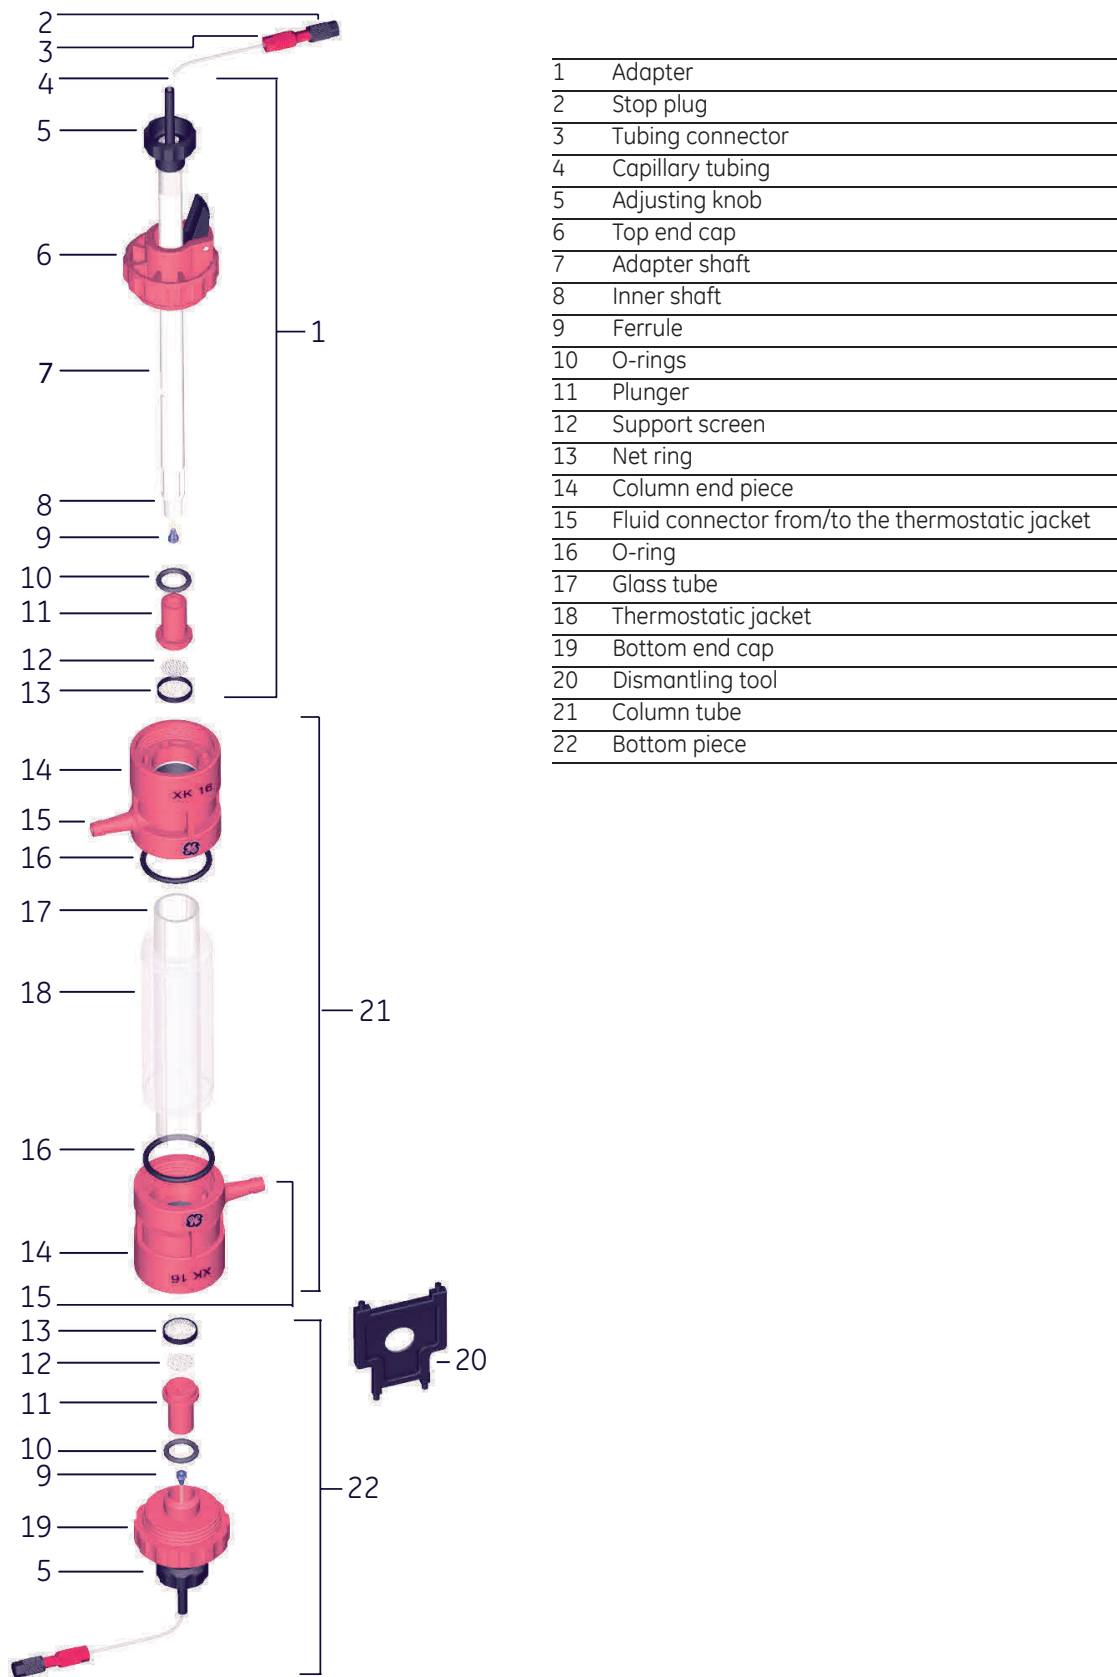 2
3
4
5
6
1
7
8
9
10
11
12
13
14
XK 16
15
16
17
18
21
16
14
XK 16
15
13
12
20
11
10
9
22
19
5
1 Adapter
2 Stop plug
3 Tubing connector
4 Capillary tubing
5 Adjusting knob
6 Top end cap
7 Adapter shaft
8 Inner shaft
9 Ferrule
10 O-rings
11 Plunger
12 Support screen
13 Net ring
14 Column end piece
15 Fluid connector from/to the thermostatic jacket
16 O-ring
17 Glass tube
18 Thermostatic jacket
19 Bottom end cap
20 Dismantling tool
21 Column tube
22 Bottom piece